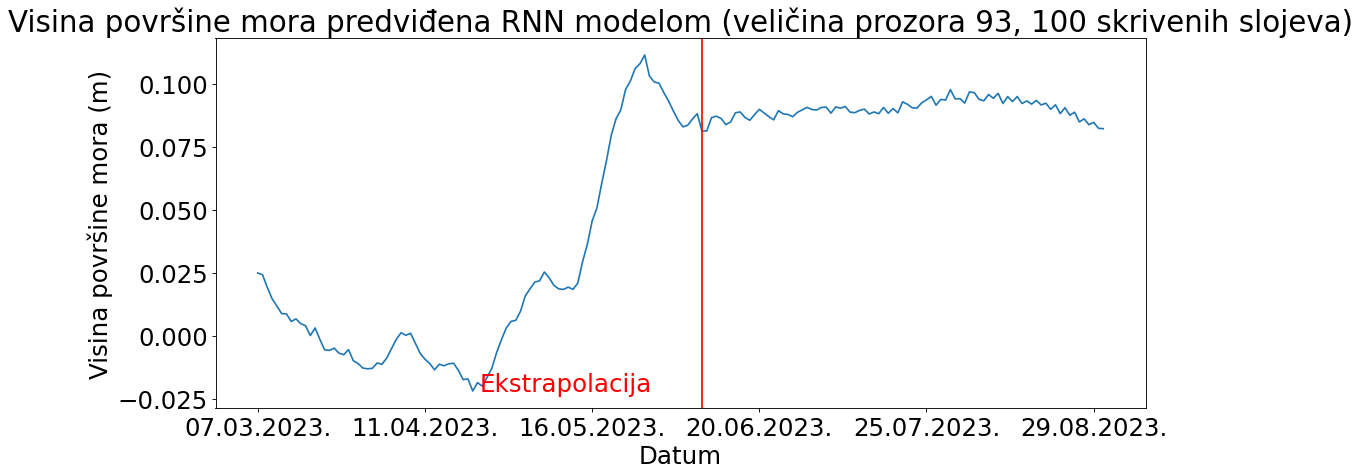 Visina površine mora predviđena RNN modelom (veličina prozora 93, 100 skrivenih slojeva)
Visina površine mora (m)
0.100
0.075
0.050
0.025
0.000
−0.025
Ekstrapolacija
07.03.2023. 11.04.2023. 16.05.2023. 20.06.2023. 25.07.2023. 29.08.2023.
Datum